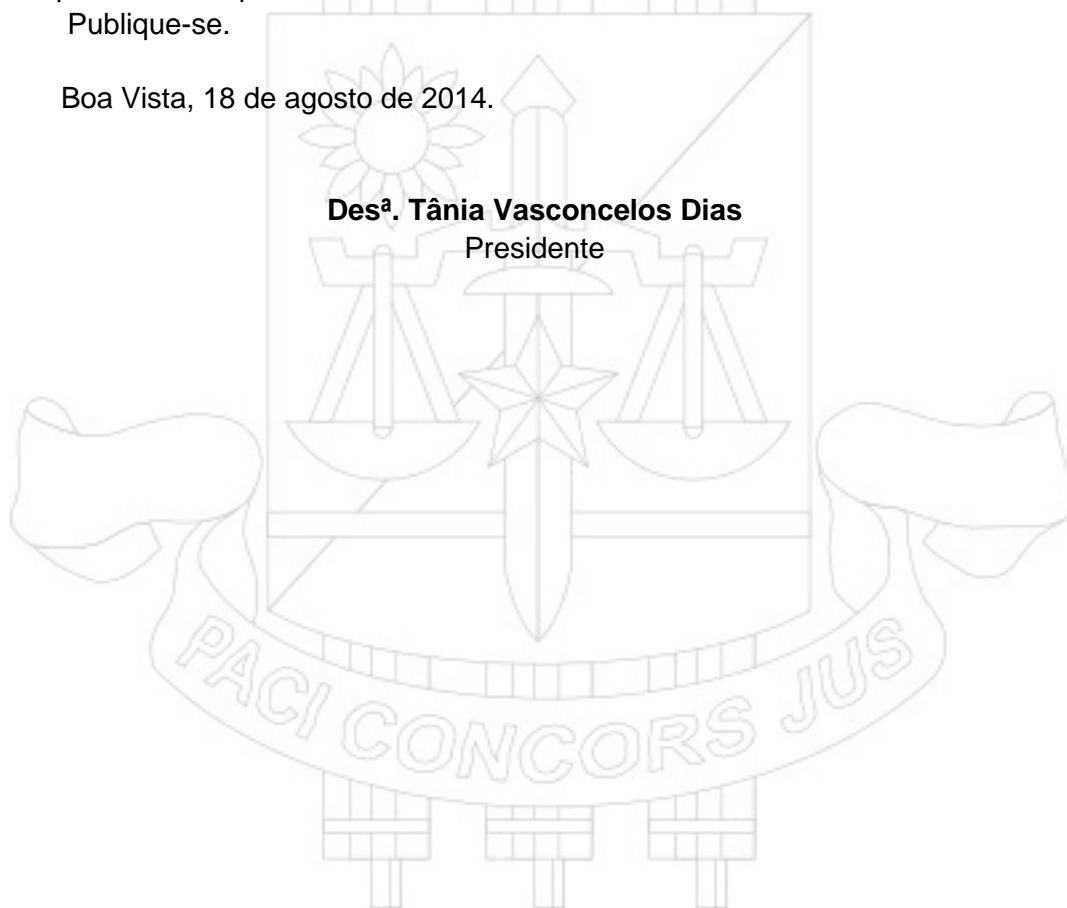 Publique-se.
Boa Vista, 18 de agosto de 2014.
Desª. Tânia Vasconcelos Dias
Presidente
PACI CONCORS JUS